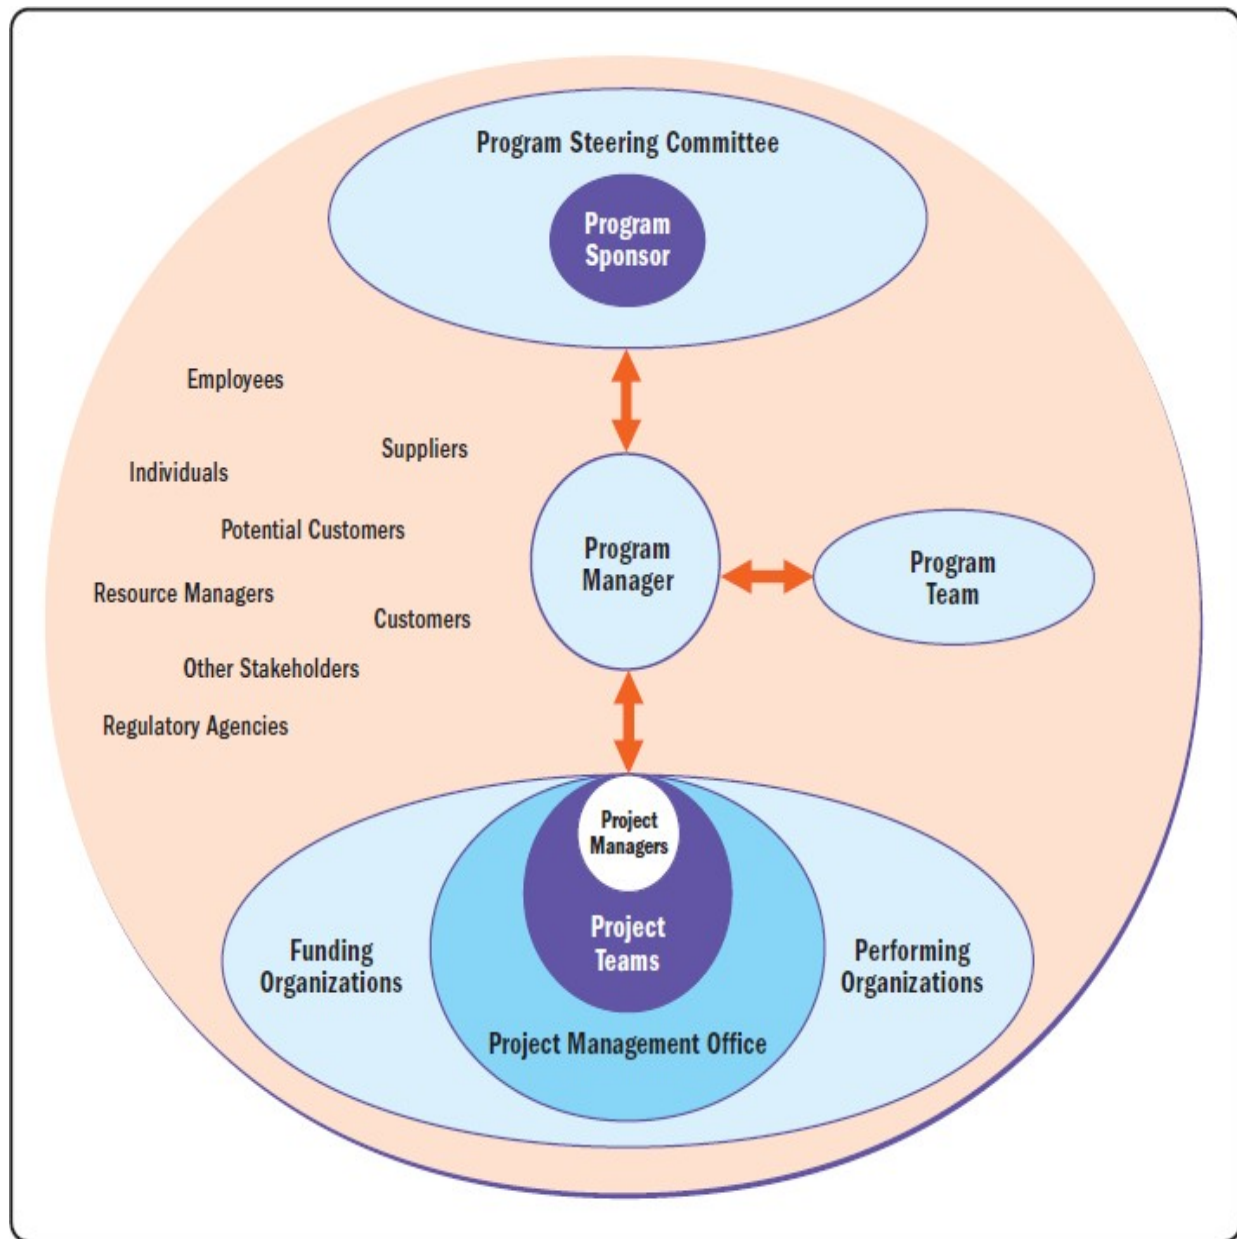 Program Steering Committee
Program
Sponsor
Employees
Suppliers
Individuals
Potential Customers
Resource Managers
Customers
Other Stakeholders
Regulatory Agencies
Program
Manager
Program
Team
Project
Managers
Project
Teams
Funding
Organizations
Performing
Organizations
Project Management Office